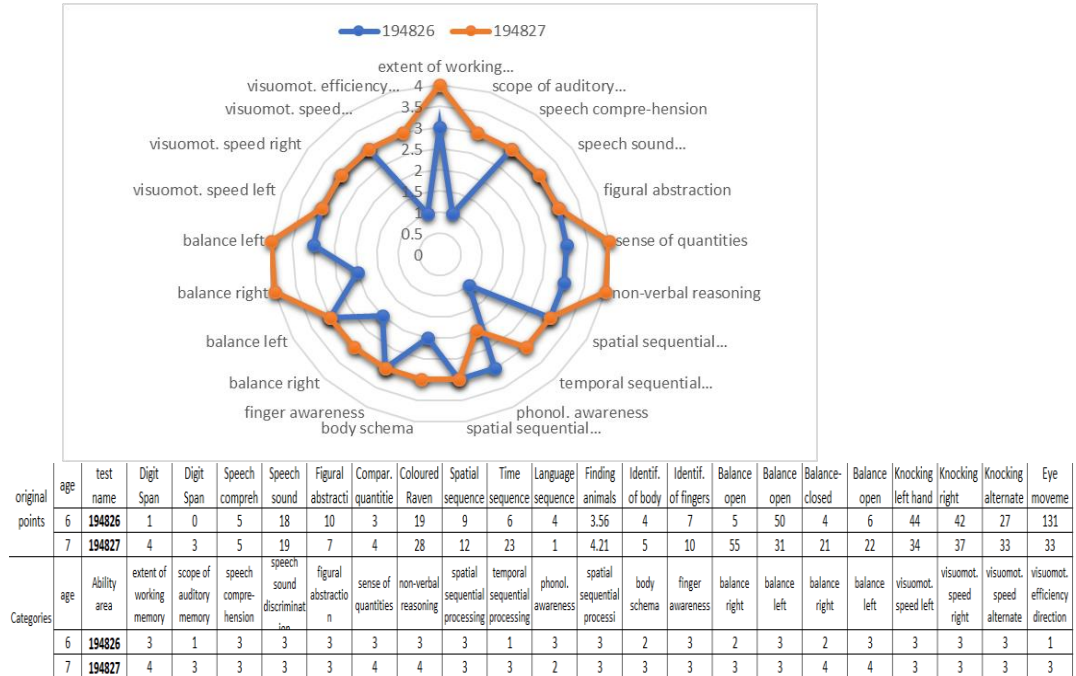 194826 194827
extent of working...
visuomot. efficiency... 4 scope of auditory...
visuomot. speed... 3.5 speech compre-hension
3
visuomot. speed right 2.5 speech sound...
2
visuomot. speed left 1.5 figural abstraction
1
balance left 0.5 sense of quantities
0
balance right non-verbal reasoning
balance left spatial sequential...
balance right temporal sequential...
finger awareness phonol. awareness
body schema spatial sequential...
original points age test name Digit Span Digit Span Speech compreh Speech sound Figural abstracti Compar. quantitie Coloured Raven Spatial sequence Time sequence Language sequence Finding animals Identif. of body Identif. of fingers Balance open Balance open Balance-closed Balance open Knocking left hand Knocking right Knocking alternate Eye moveme
6 194826 1 0 5 18 10 3 19 9 6 4 3.56 4 7 5 50 4 6 44 42 27 131
7 194827 4 3 5 19 7 4 28 12 23 1 4.21 5 10 55 31 21 22 34 37 33 33
Categories age Ability area extent of working memory scope of auditory memory speech compre-hension speech sound discriminat ion figural abstractio n sense of quantities non-verbal reasoning spatial sequential processing temporal sequential processing phonol. awareness spatial sequential processi body schema finger awareness balance right balance left balance right balance left visuomot. speed left visuomot. speed right visuomot. speed alternate visuomot. efficiency direction
6 194826 3 1 3 3 3 3 3 3 1 3 3 2 3 2 3 2 3 3 3 3 1
7 194827 4 3 3 3 3 4 4 3 3 2 3 3 3 3 3 4 4 3 3 3 3